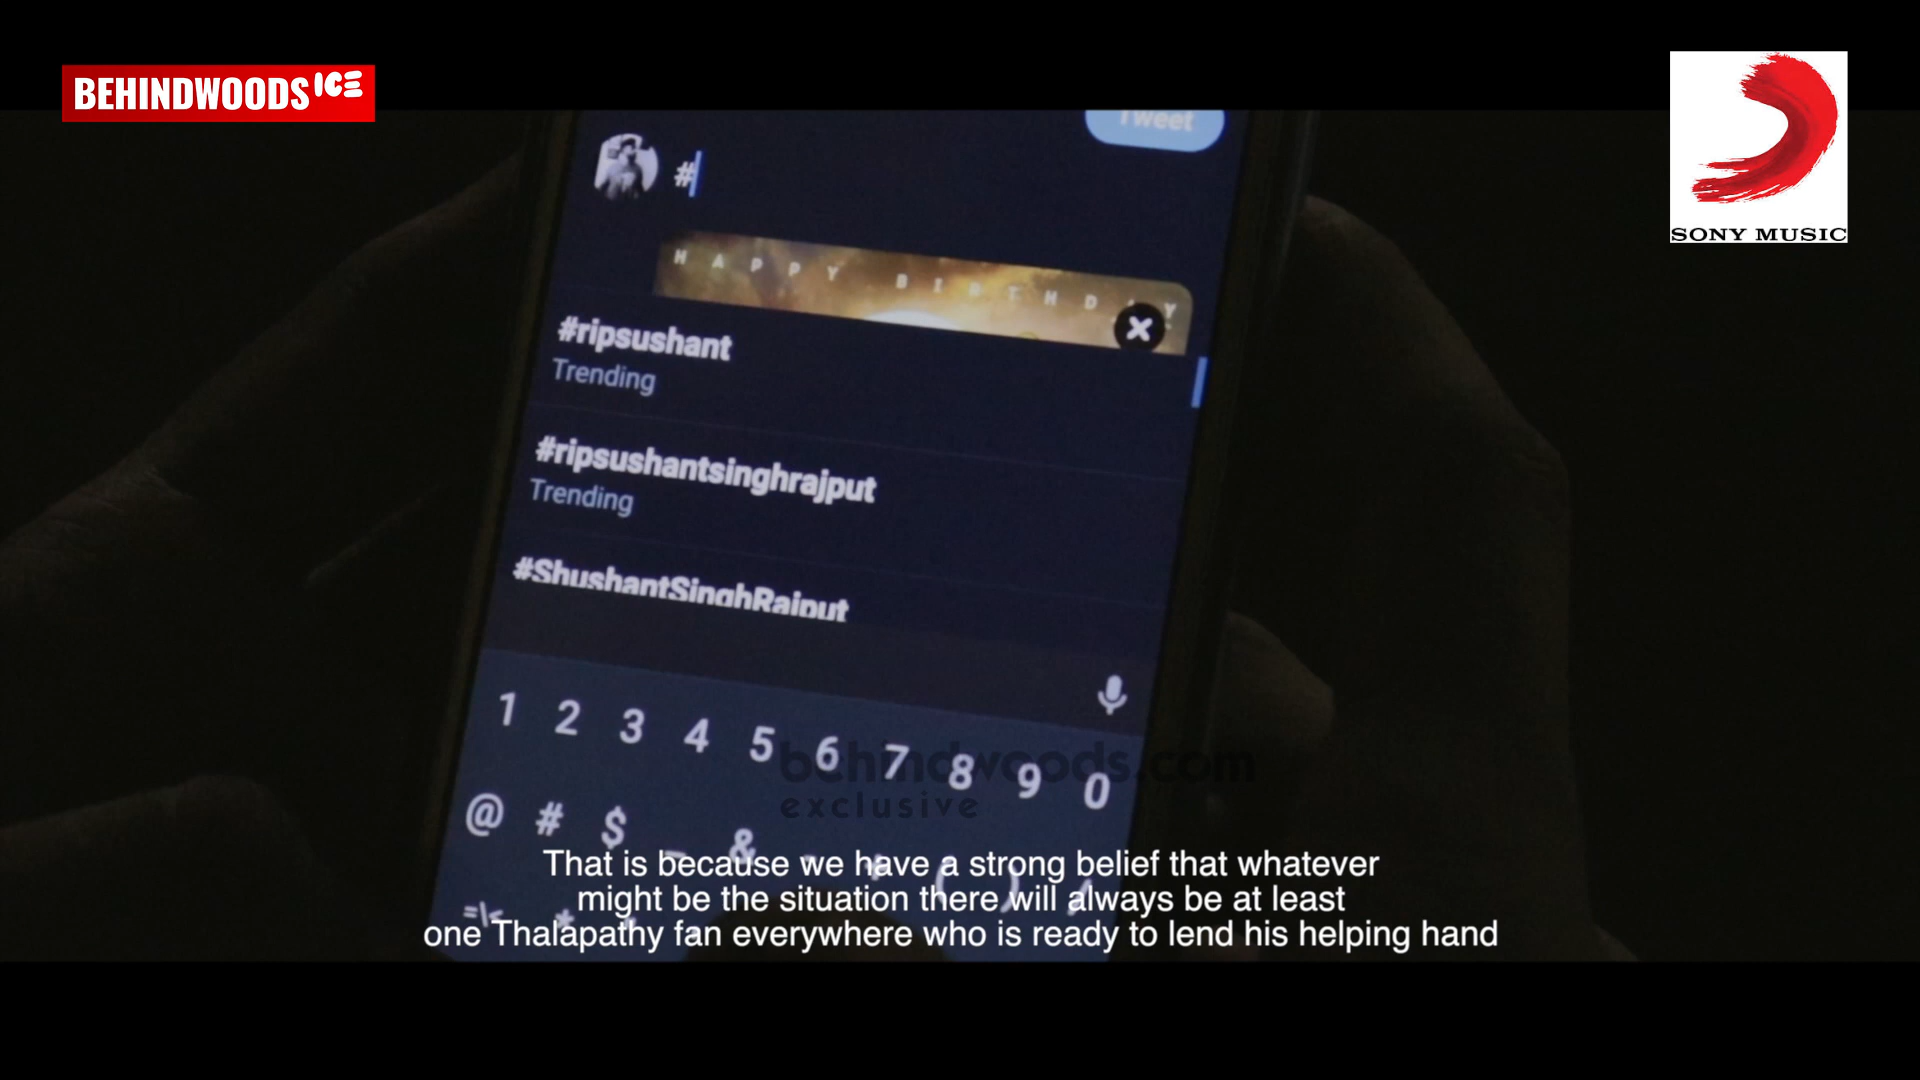 BEHINDWOODS ICE
SONY MUSIC
Tweet
#
HAPPY BIRTHDAY
#ripsushant
Trending
#ripsushantsinghrajput
Trending
#ShushantSinghRajput
1 2 3 4 5 6 7 8 9 0
behindwoods.com
exclusive
@ # $ &
That is because we have a strong belief that whatever
might be the situation there will always be at least
one Thalapathy fan everywhere who is ready to lend his helping hand